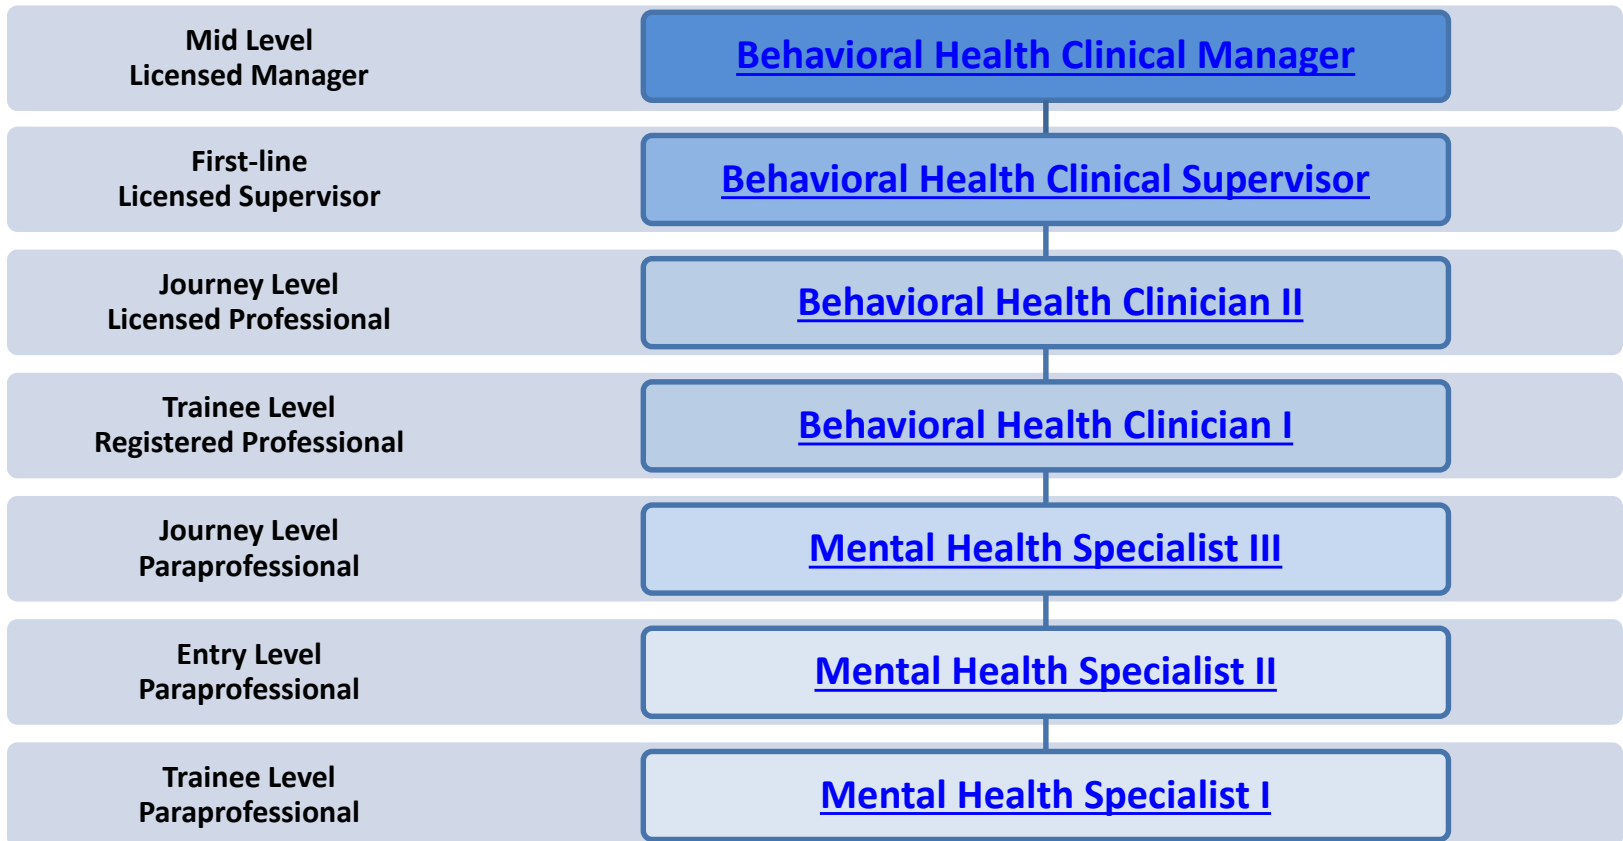 Mid Level
Licensed Manager
Behavioral Health Clinical Manager
First-line
Licensed Supervisor
Behavioral Health Clinical Supervisor
Journey Level
Licensed Professional
Behavioral Health Clinician II
Trainee Level
Registered Professional
Behavioral Health Clinician I
Journey Level
Paraprofessional
Mental Health Specialist III
Entry Level
Paraprofessional
Mental Health Specialist II
Trainee Level
Paraprofessional
Mental Health Specialist I